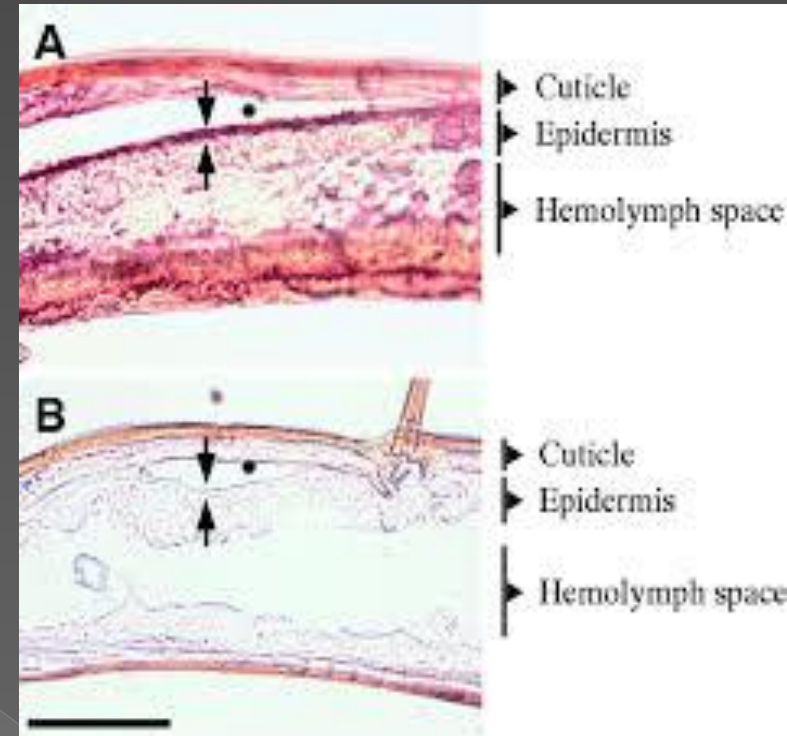 A
Cuticle
Epidermis
Hemolymph space
B
Cuticle
Epidermis
Hemolymph space